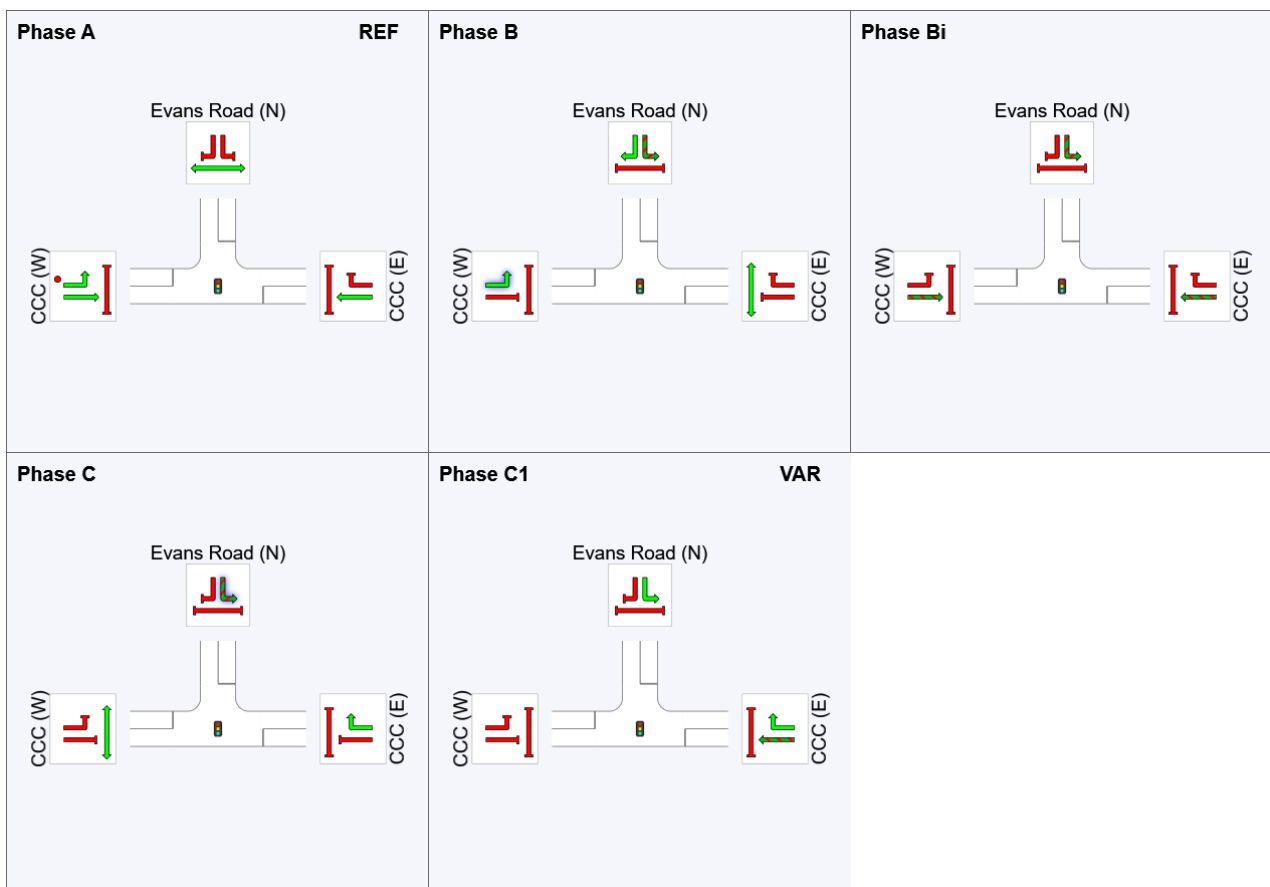 Phase A REF
Evans Road (N)
CCC (W)
CCC (E)
Phase B
Evans Road (N)
CCC (W)
CCC (E)
Phase Bi
Evans Road (N)
CCC (W)
CCC (E)
Phase C
Evans Road (N)
CCC (W)
CCC (E)
Phase C1 VAR
Evans Road (N)
CCC (W)
CCC (E)